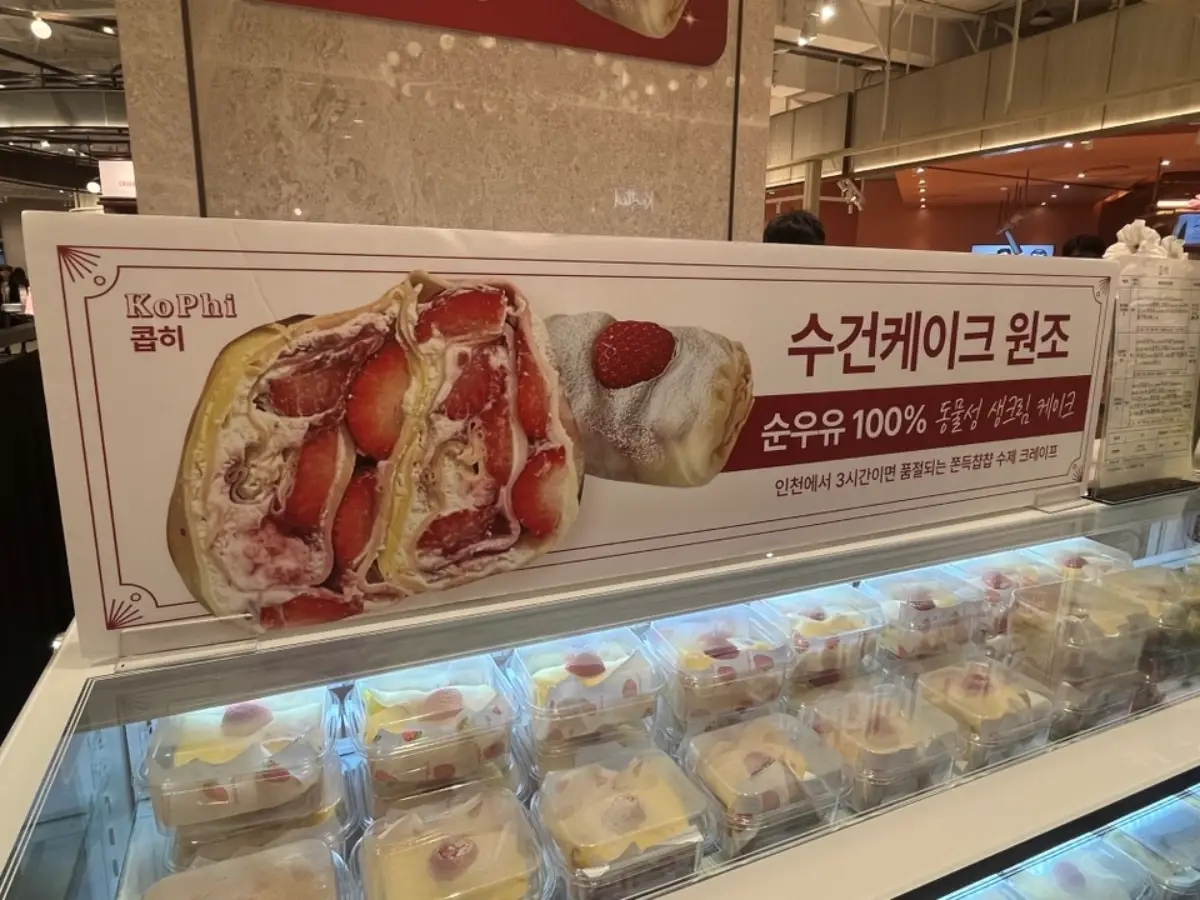 KoPhi
콥히
수건케이크 원조
순우유 100% 동물성 생크림 케이크
인천에서 3시간이면 품절되는 쫀득찹찹 수제 크레이프